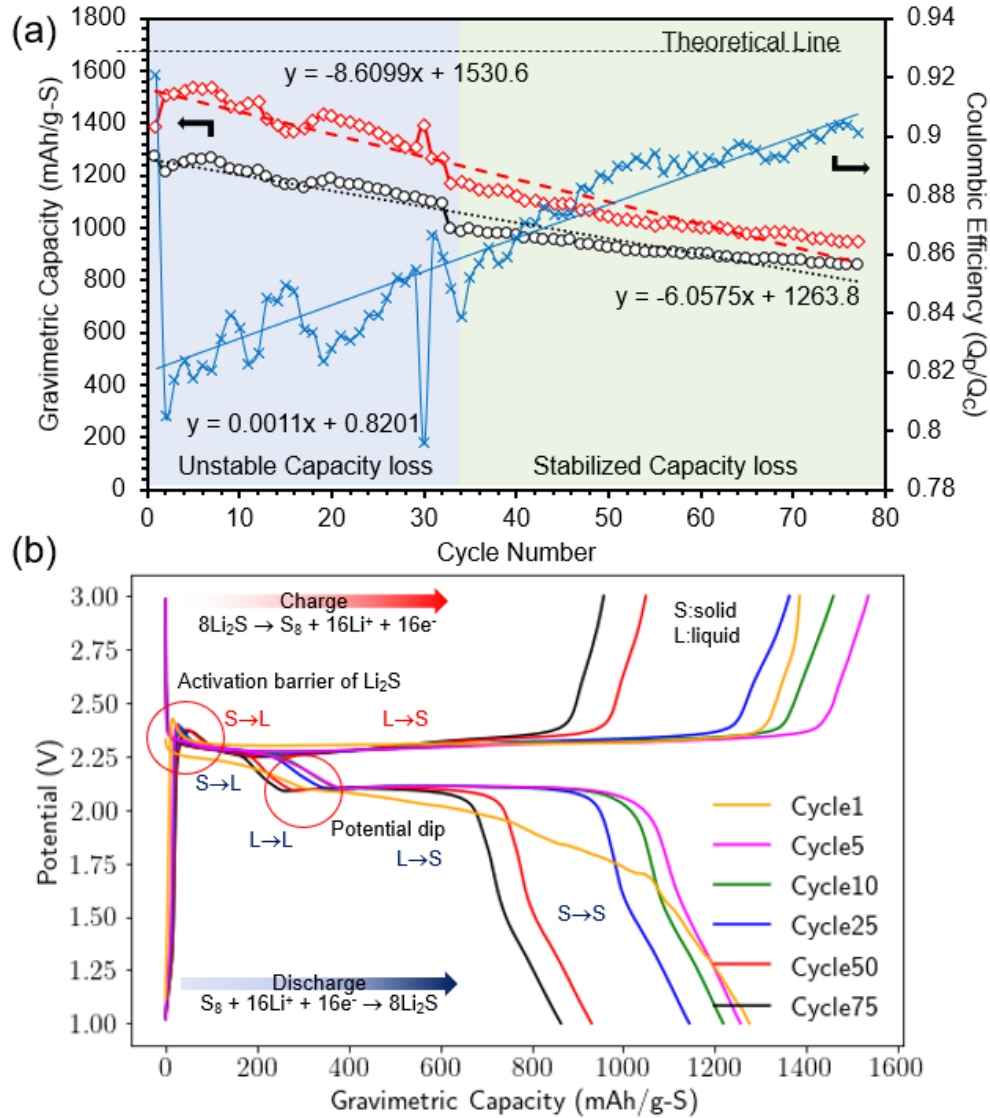 (a)
1800
1600
1400
1200
1000
800
600
400
200
0
Gravimetric Capacity (mAh/g-S)
Theoretical Line
y = -8.6099x + 1530.6
y = -6.0575x + 1263.8
y = 0.0011x + 0.8201
Unstable Capacity loss
Stabilized Capacity loss
0.94
0.92
0.9
0.88
0.86
0.84
0.82
0.8
0.78
Coulombic Efficiency (Q_D/Q_C)
0 10 20 30 40 50 60 70 80
Cycle Number
(b)
3.00
2.75
2.50
2.25
2.00
1.75
1.50
1.25
1.00
Potential (V)
Charge
8Li₂S → S₈ + 16Li⁺ + 16e⁻
S:solid
L:liquid
Activation barrier of Li₂S
S→L
L→S
S→L
L→L
Potential dip
L→S
S→S
Discharge
S₈ + 16Li⁺ + 16e⁻ → 8Li₂S
Cycle1
Cycle5
Cycle10
Cycle25
Cycle50
Cycle75
0 200 400 600 800 1000 1200 1400 1600
Gravimetric Capacity (mAh/g-S)